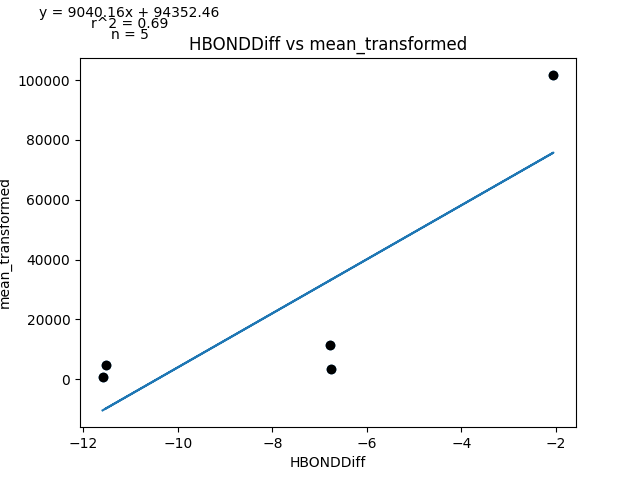 y = 9040.16x + 94352.46
r^2 = 0.69
n = 5
HBONDDiff vs mean_transformed
100000
80000
60000
40000
20000
0
mean_transformed
−12
−10
−8
−6
−4
−2
HBONDDiff